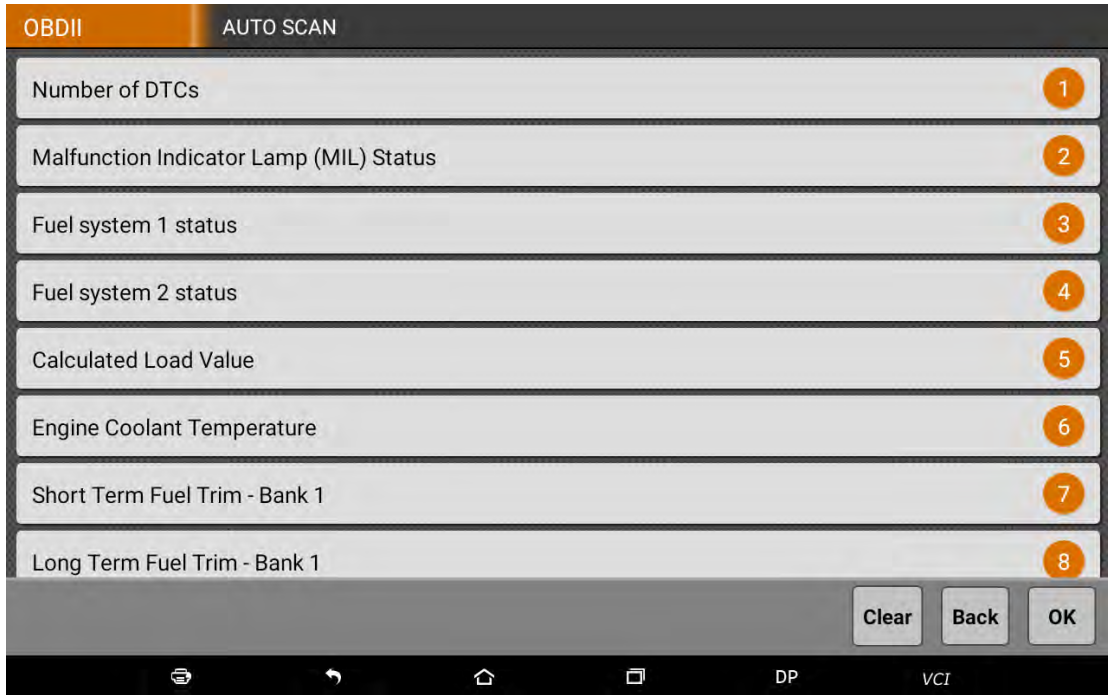 OBDII AUTO SCAN
Number of DTCs 1
Malfunction Indicator Lamp (MIL) Status 2
Fuel system 1 status 3
Fuel system 2 status 4
Calculated Load Value 5
Engine Coolant Temperature 6
Short Term Fuel Trim - Bank 1 7
Long Term Fuel Trim - Bank 1 8
Clear Back OK
DP VCI